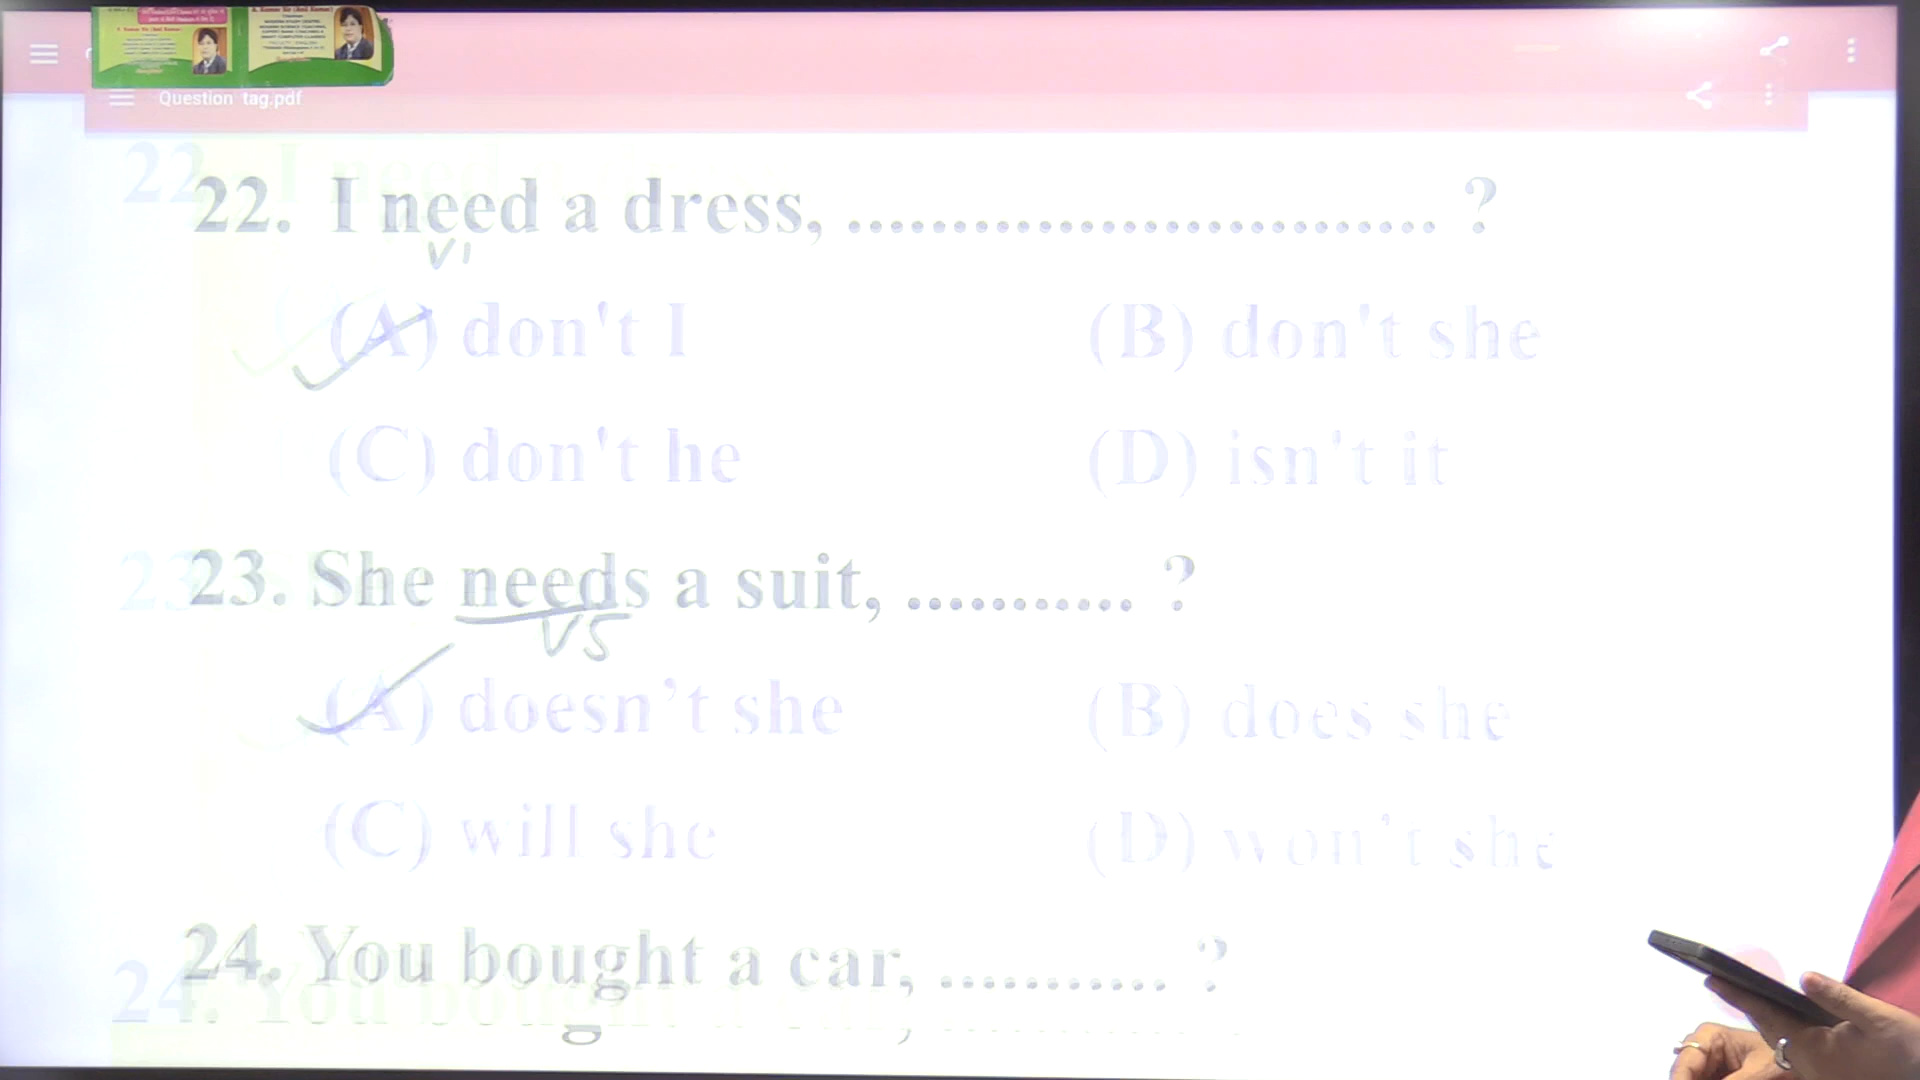 Question tag.pdf
22. I need a dress, ............................ ?
V1
(A) don't I (B) don't she
(C) don't he (D) isn't it
23. She needs a suit, ........... ?
V5
(A) doesn’t she (B) does she
(C) will she (D) won’t she
24. You bought a car, ........... ?